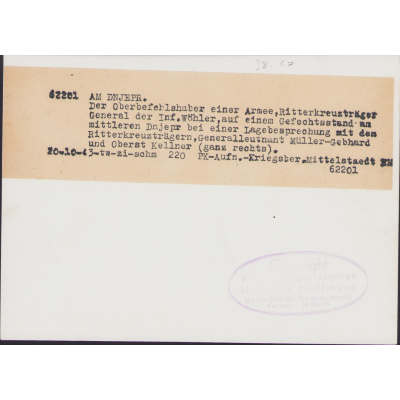 28.10
62201 AM DNJEPR.
Der Oberbefehlshaber einer Armee,Ritterkreuzträger
General der Inf.Wöhler,auf einem Gefechtsstand am
mittleren Dnjepr bei einer Lagebesprechung mit den
Ritterkreuzträgern,Generalleutnant Müller-Gebhard
und Oberst Kellner (ganz rechts).
20-10-43-tw-zi-schm 220 PK-Aufn.-Kriegsber.Mittelstaedt HH
62201
Copyright